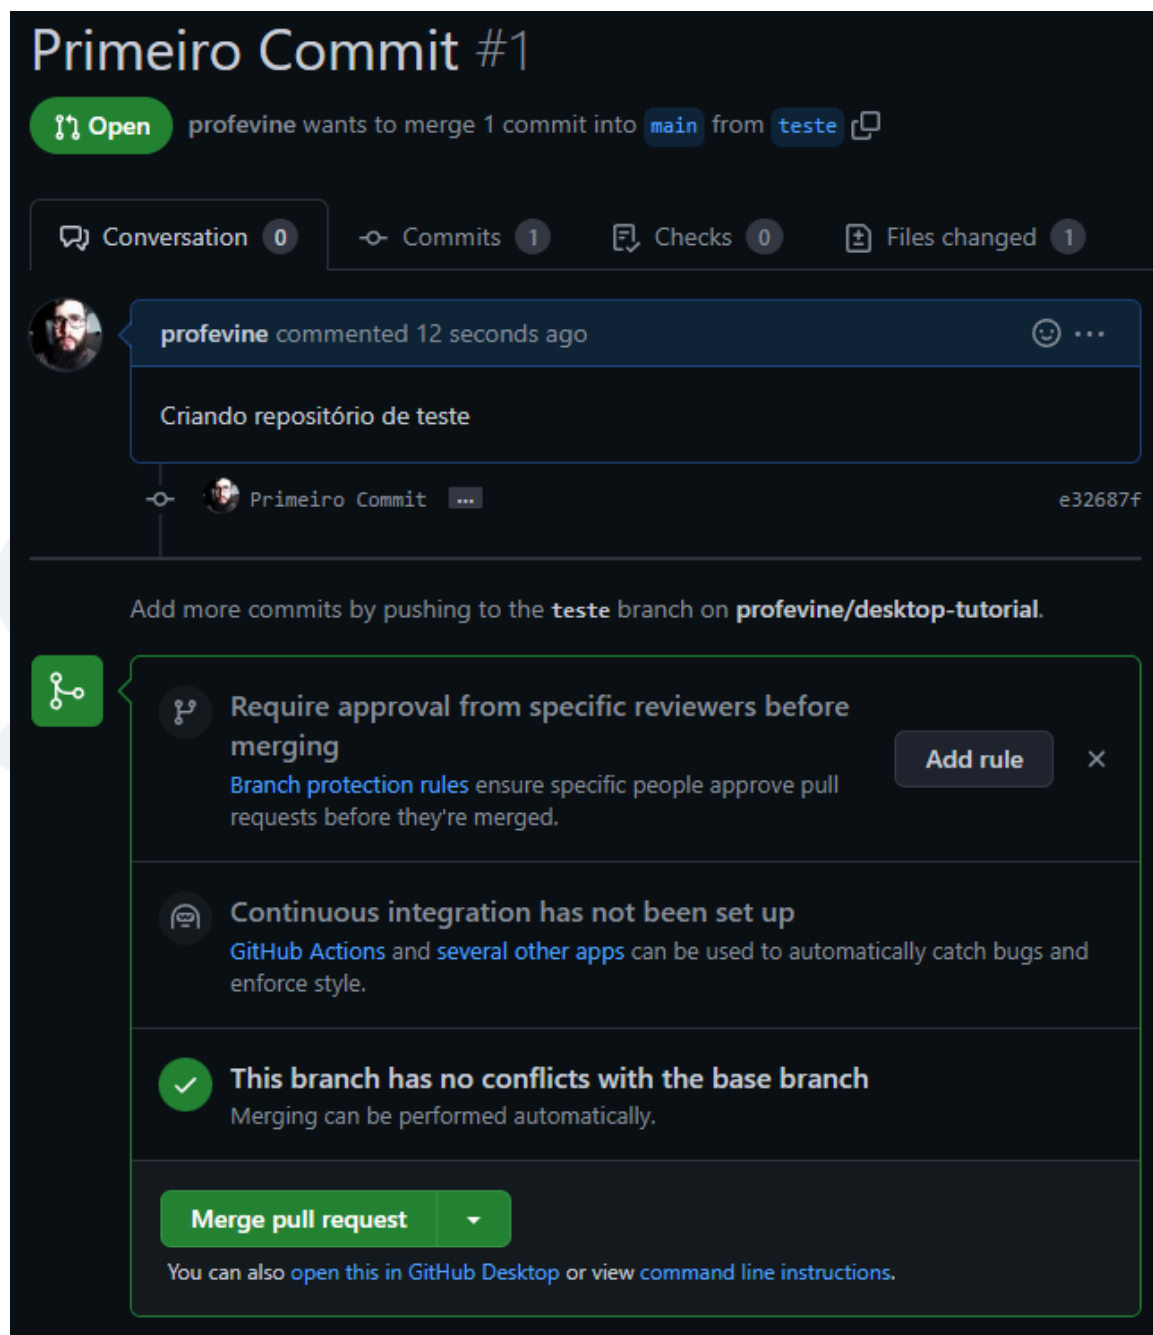 Primeiro Commit #1
Open profevine wants to merge 1 commit into main from teste
Conversation 0 Commits 1 Checks 0 Files changed 1
profevine commented 12 seconds ago
Criando repositório de teste
Primeiro Commit ... e32687f
Add more commits by pushing to the teste branch on profevine/desktop-tutorial.
Require approval from specific reviewers before
merging
Add rule
Branch protection rules ensure specific people approve pull
requests before they're merged.
Continuous integration has not been set up
GitHub Actions and several other apps can be used to automatically catch bugs and
enforce style.
This branch has no conflicts with the base branch
Merging can be performed automatically.
Merge pull request
You can also open this in GitHub Desktop or view command line instructions.